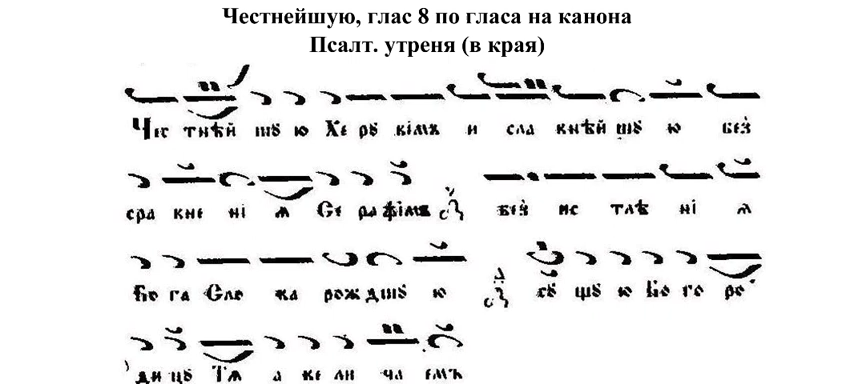 Честнейшую, глас 8 по гласа на канона
Псалт. утреня (в края)
Чес тнѣй шꙋ ю Хе рꙋ вімъ и сла внѣй шꙋ ю без̾
сра вне ні ѧ Се ра фімъ без̾ ис тлѣ ні ѧ
Бо га Сло ва рождшꙋ ю сꙋ щꙋ ю Бо го ро
ди цꙋ Тѧ ве ли ча емъ